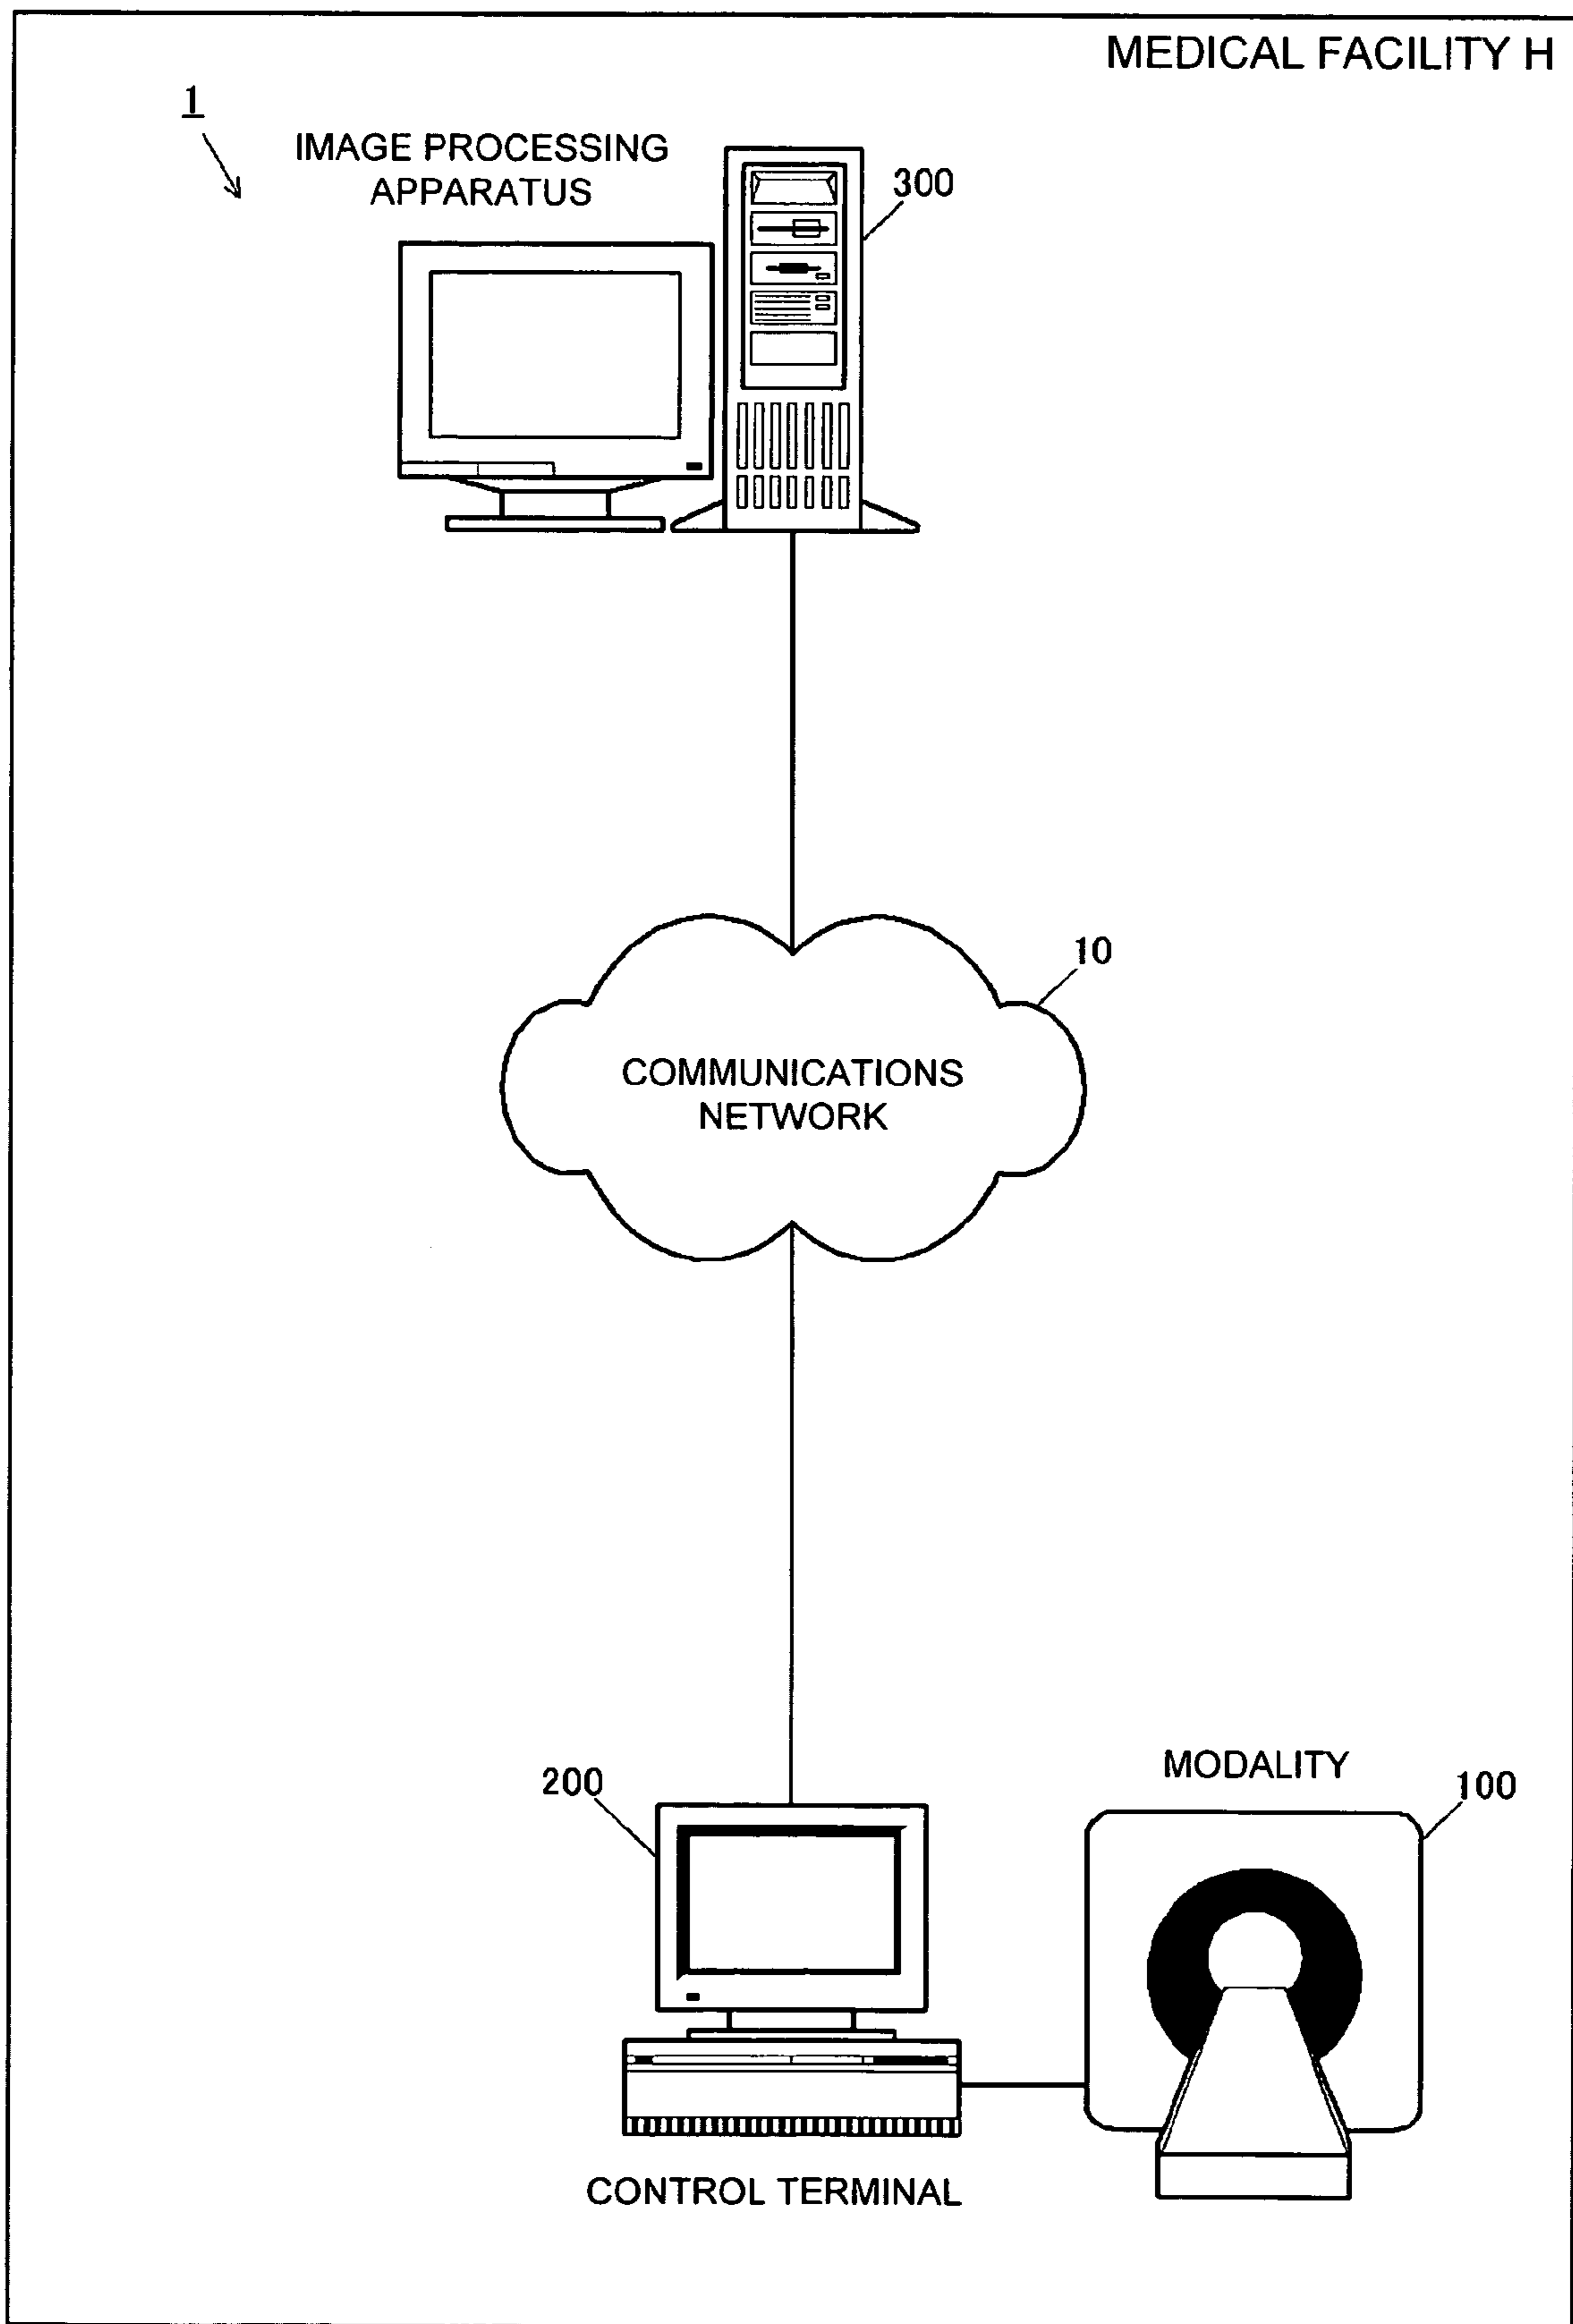 MEDICAL FACILITY H
1
IMAGE PROCESSING
APPARATUS
300
10
COMMUNICATIONS
NETWORK
MODALITY
200
100
CONTROL TERMINAL